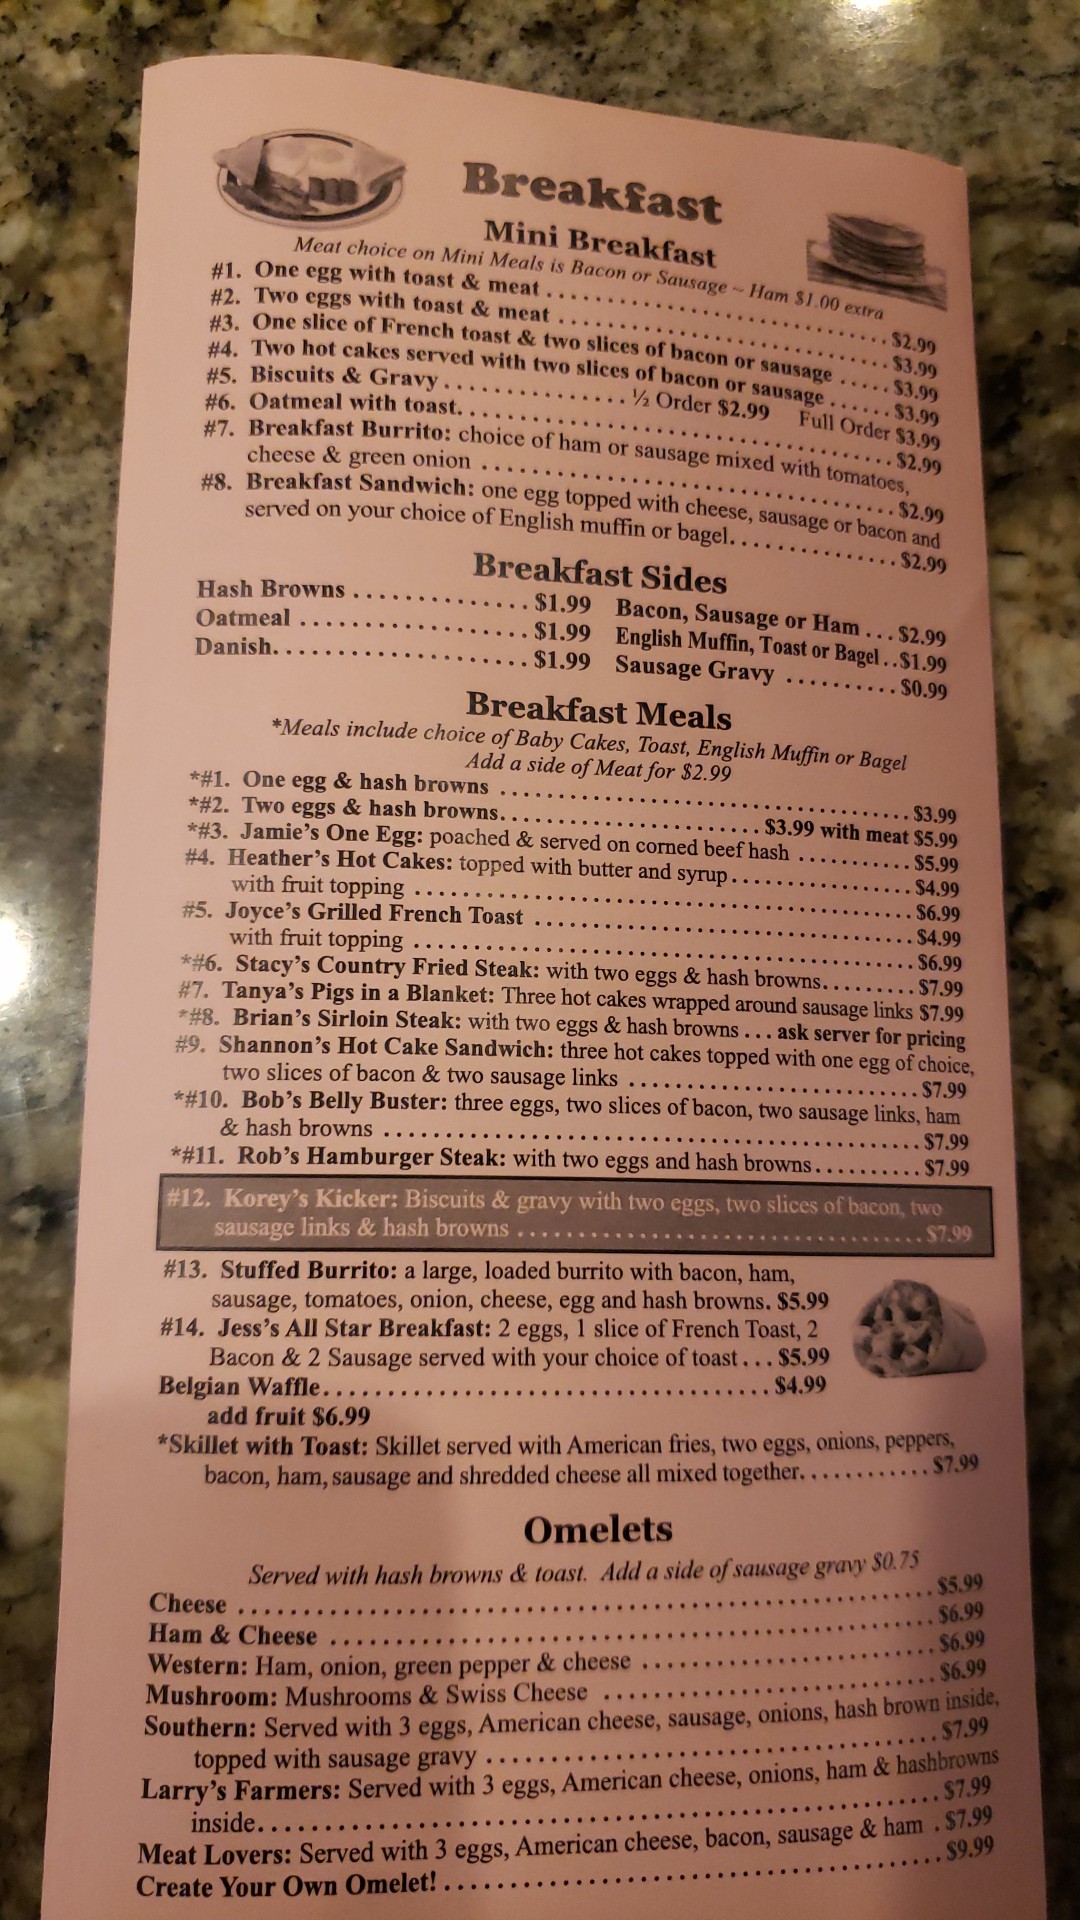 Breakfast
Mini Breakfast
Meat choice on Mini Meals is Bacon or Sausage ~ Ham $1.00 extra
#1. One egg with toast & meat . . . . . . . . . . $2.99
#2. Two eggs with toast & meat . . . . . . . . . . $3.99
#3. One slice of French toast & two slices of bacon or sausage . . . . . $3.99
#4. Two hot cakes served with two slices of bacon or sausage . . . . . . $3.99
#5. Biscuits & Gravy . . . . . . . . . . ½ Order $2.99 Full Order $3.99
#6. Oatmeal with toast. . . . . . . . . . . $2.99
#7. Breakfast Burrito: choice of ham or sausage mixed with tomatoes,
cheese & green onion . . . . . . . . . . $2.99
#8. Breakfast Sandwich: one egg topped with cheese, sausage or bacon and
served on your choice of English muffin or bagel. . . . . . . . . . . $2.99
Breakfast Sides
Hash Browns . . . . . . . . . . $1.99 Bacon, Sausage or Ham . . . $2.99
Oatmeal . . . . . . . . . . $1.99 English Muffin, Toast or Bagel . . $1.99
Danish. . . . . . . . . . . $1.99 Sausage Gravy . . . . . . . . . . $0.99
Breakfast Meals
*Meals include choice of Baby Cakes, Toast, English Muffin or Bagel
Add a side of Meat for $2.99
*#1. One egg & hash browns . . . . . . . . . . $3.99
*#2. Two eggs & hash browns. . . . . . . . . . . $3.99 with meat $5.99
*#3. Jamie's One Egg: poached & served on corned beef hash . . . . . . . . . . $5.99
#4. Heather's Hot Cakes: topped with butter and syrup . . . . . . . . . . $4.99
with fruit topping . . . . . . . . . . $6.99
#5. Joyce's Grilled French Toast . . . . . . . . . . $4.99
with fruit topping . . . . . . . . . . $6.99
*#6. Stacy's Country Fried Steak: with two eggs & hash browns. . . . . . . . . $7.99
#7. Tanya's Pigs in a Blanket: Three hot cakes wrapped around sausage links $7.99
*#8. Brian's Sirloin Steak: with two eggs & hash browns . . . ask server for pricing
#9. Shannon's Hot Cake Sandwich: three hot cakes topped with one egg of choice,
two slices of bacon & two sausage links . . . . . . . . . . $7.99
*#10. Bob's Belly Buster: three eggs, two slices of bacon, two sausage links, ham
& hash browns . . . . . . . . . . $7.99
*#11. Rob's Hamburger Steak: with two eggs and hash browns. . . . . . . . . . $7.99
#12. Korey's Kicker: Biscuits & gravy with two eggs, two slices of bacon, two
sausage links & hash browns . . . . . . . . . . $7.99
#13. Stuffed Burrito: a large, loaded burrito with bacon, ham,
sausage, tomatoes, onion, cheese, egg and hash browns. $5.99
#14. Jess's All Star Breakfast: 2 eggs, 1 slice of French Toast, 2
Bacon & 2 Sausage served with your choice of toast . . . $5.99
Belgian Waffle. . . . . . . . . . . $4.99
add fruit $6.99
*Skillet with Toast: Skillet served with American fries, two eggs, onions, peppers,
bacon, ham, sausage and shredded cheese all mixed together. . . . . . . . . . . $7.99
Omelets
Served with hash browns & toast. Add a side of sausage gravy $0.75
Cheese . . . . . . . . . . $5.99
Ham & Cheese . . . . . . . . . . $6.99
Western: Ham, onion, green pepper & cheese . . . . . . . . . . $6.99
Mushroom: Mushrooms & Swiss Cheese . . . . . . . . . . $6.99
Southern: Served with 3 eggs, American cheese, sausage, onions, hash brown inside,
topped with sausage gravy . . . . . . . . . . $7.99
Larry's Farmers: Served with 3 eggs, American cheese, onions, ham & hashbrowns
inside. . . . . . . . . . . $7.99
Meat Lovers: Served with 3 eggs, American cheese, bacon, sausage & ham . $7.99
Create Your Own Omelet! . . . . . . . . . . $9.99